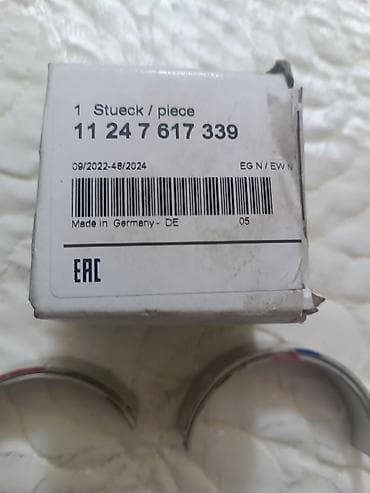 1 Stueck / piece
11 24 7 617 339
09/2022-48/2024 EG N / EW N
Made in Germany - DE 05
EAC